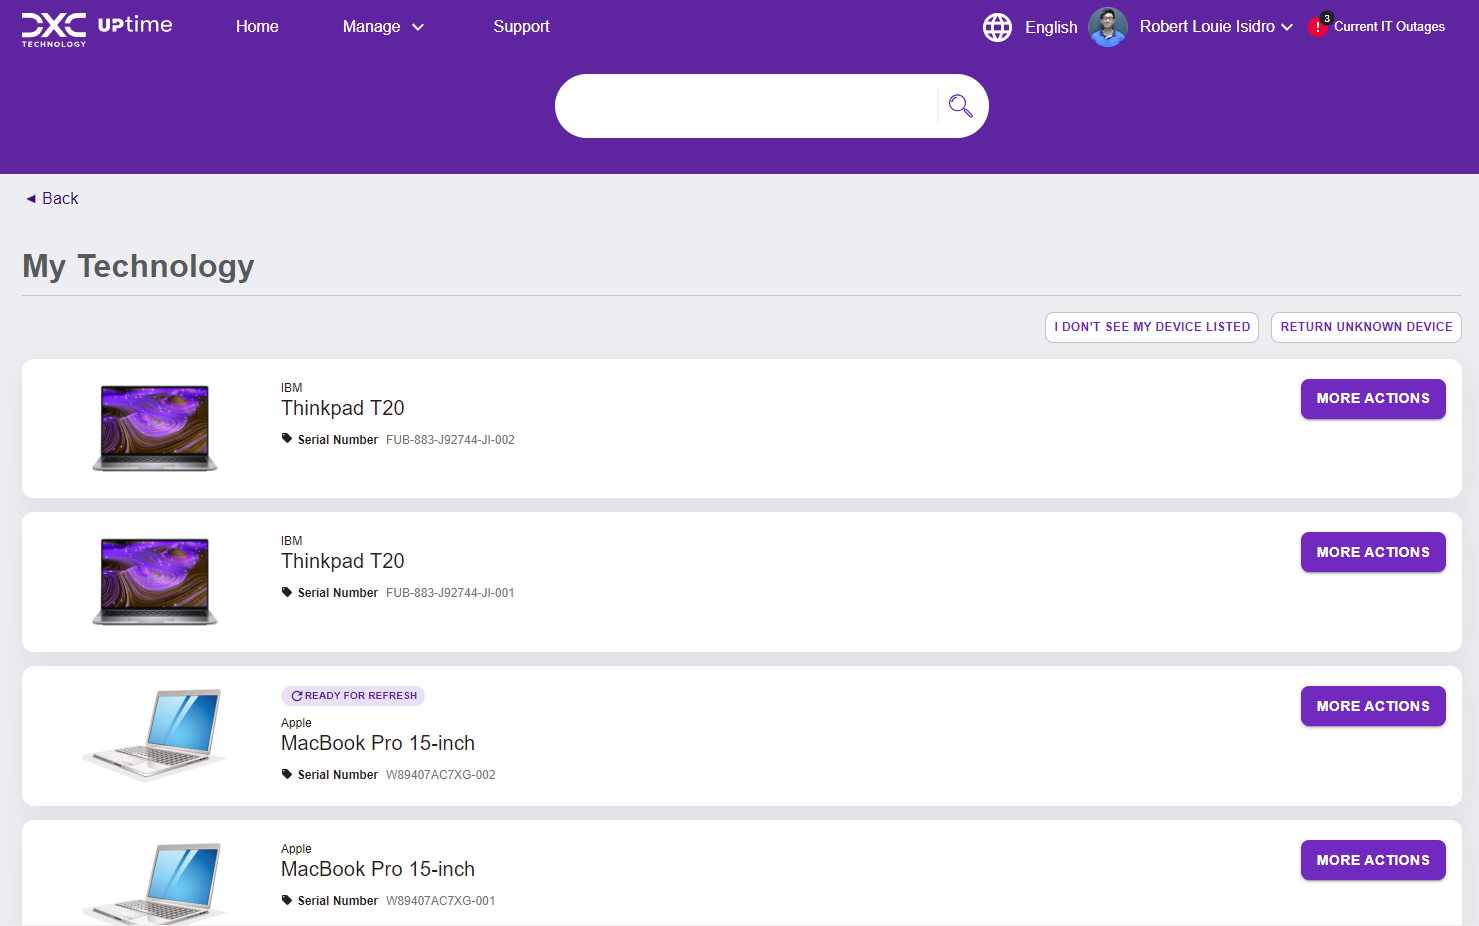 DXC TECHNOLOGY UPtime
Home
Manage
Support
English
Robert Louie Isidro
3
Current IT Outages
◄ Back
My Technology
I DON'T SEE MY DEVICE LISTED
RETURN UNKNOWN DEVICE
IBM
Thinkpad T20
Serial Number FUB-883-J92744-JI-002
MORE ACTIONS
IBM
Thinkpad T20
Serial Number FUB-883-J92744-JI-001
MORE ACTIONS
READY FOR REFRESH
Apple
MacBook Pro 15-inch
Serial Number W89407AC7XG-002
MORE ACTIONS
Apple
MacBook Pro 15-inch
Serial Number W89407AC7XG-001
MORE ACTIONS